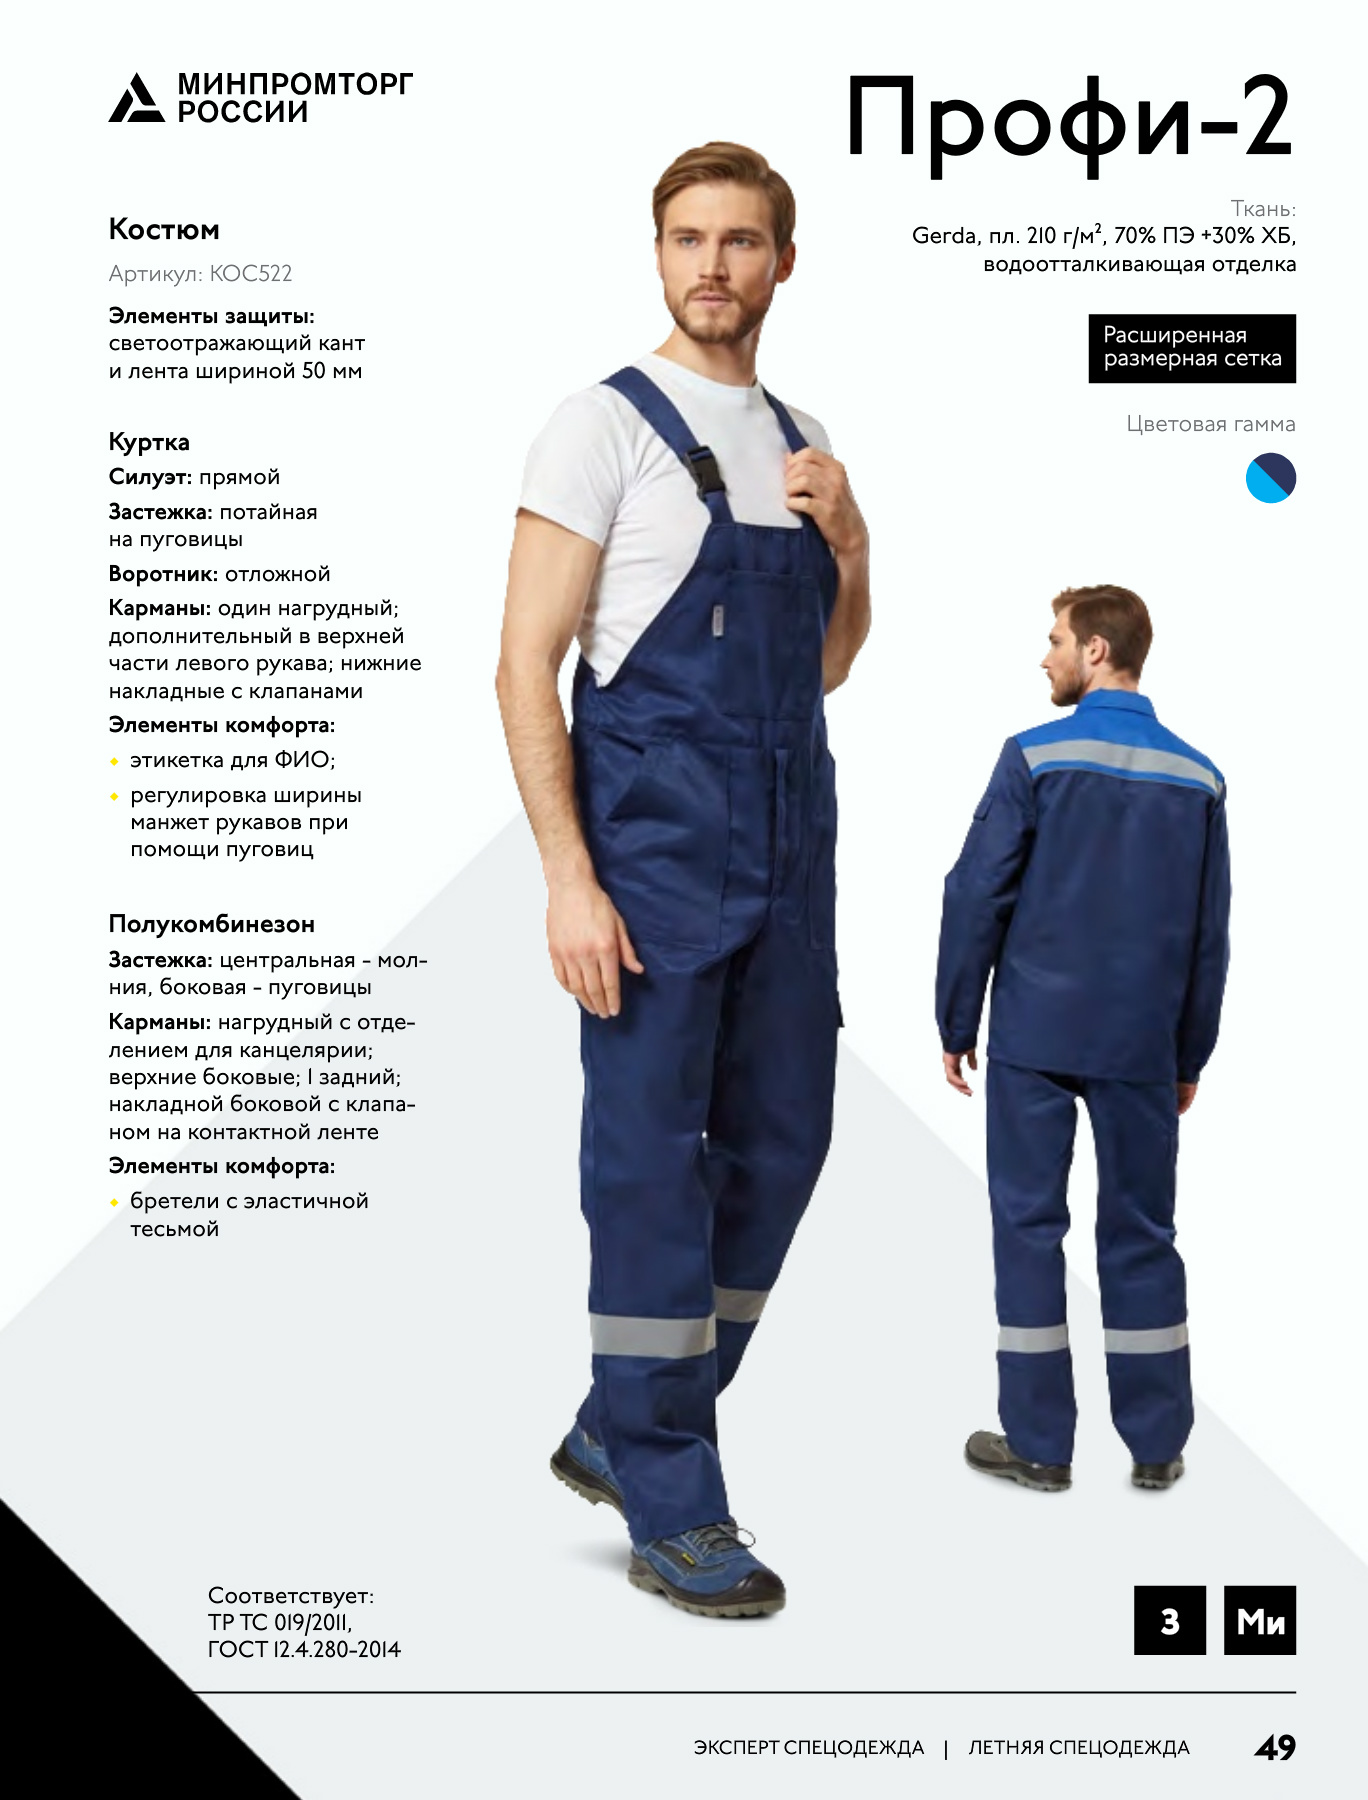 МИНПРОМТОРГ
РОССИИ
Профи-2
Ткань:
Gerda, пл. 210 г/м², 70% ПЭ +30% ХБ,
водоотталкивающая отделка
Расширенная
размерная сетка
Цветовая гамма
Костюм
Артикул: КОС522
Элементы защиты:
светоотражающий кант
и лента шириной 50 мм
Куртка
Силуэт: прямой
Застежка: потайная
на пуговицы
Воротник: отложной
Карманы: один нагрудный;
дополнительный в верхней
части левого рукава; нижние
накладные с клапанами
Элементы комфорта:
этикетка для ФИО;
регулировка ширины
манжет рукавов при
помощи пуговиц
Полукомбинезон
Застежка: центральная - мол-
ния, боковая - пуговицы
Карманы: нагрудный с отде-
лением для канцелярии;
верхние боковые; 1 задний;
накладной боковой с клапа-
ном на контактной ленте
Элементы комфорта:
бретели с эластичной
тесьмой
Соответствует:
ТР ТС 019/2011,
ГОСТ 12.4.280-2014
З
Ми
ЭКСПЕРТ СПЕЦОДЕЖДА | ЛЕТНЯЯ СПЕЦОДЕЖДА 49